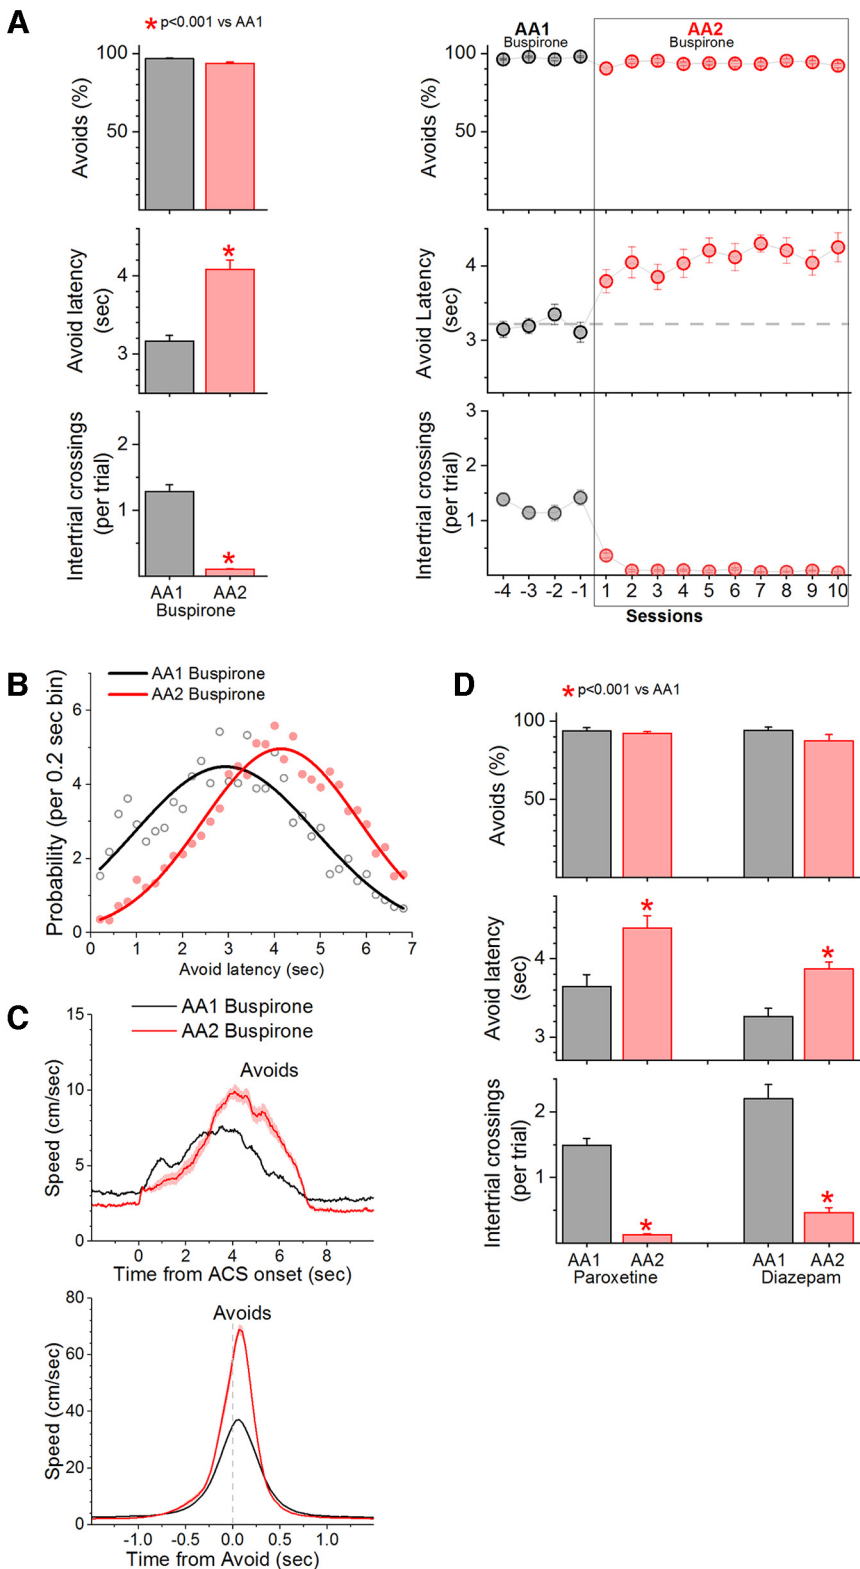 A
* p<0.001 vs AA1
100
50
Avoids (%)
4
3
Avoid latency
(sec)
2
1
Intertrial crossings
(per trial)
AA1 AA2
Buspirone
AA1
Buspirone
AA2
Buspirone
100
50
Avoids (%)
4
3
Avoid Latency
(sec)
3
2
1
Intertrial crossings
(per trial)
-4 -3 -2 -1 1 2 3 4 5 6 7 8 9 10
Sessions
B
AA1 Buspirone
AA2 Buspirone
6
4
2
0
Probability (per 0.2 sec bin)
0 1 2 3 4 5 6 7
Avoid latency (sec)
C
AA1 Buspirone
AA2 Buspirone
Avoids
15
10
5
0
Speed (cm/sec)
0 2 4 6 8
Time from ACS onset (sec)
80
60
40
20
0
Avoids
Speed (cm/sec)
-1.0 -0.5 0.0 0.5 1.0
Time from Avoid (sec)
D
* p<0.001 vs AA1
100
50
Avoids (%)
4
3
Avoid latency
(sec)
2
1
Intertrial crossings
(per trial)
AA1 AA2 AA1 AA2
Paroxetine Diazepam